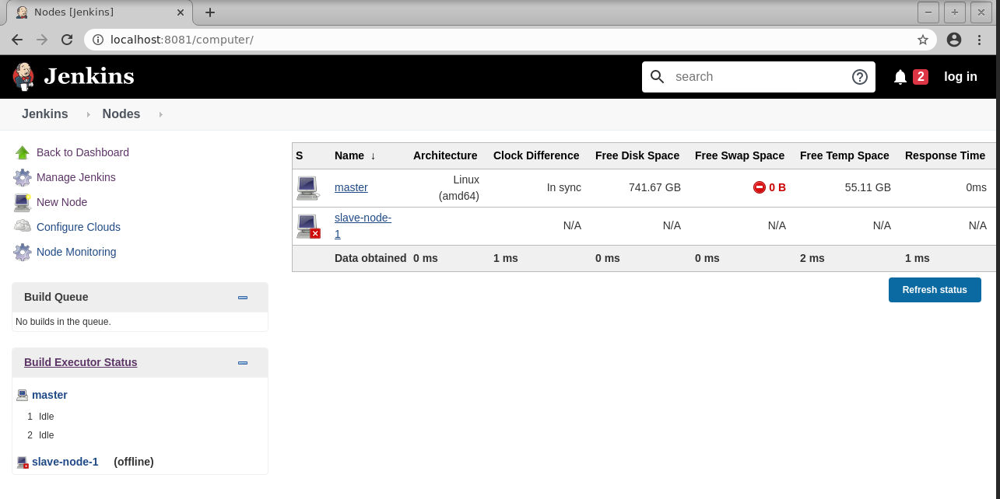 Nodes [Jenkins]
localhost:8081/computer/
Jenkins
search
2
log in
Jenkins
Nodes
Back to Dashboard
Manage Jenkins
New Node
Configure Clouds
Node Monitoring
Build Queue
No builds in the queue.
Build Executor Status
master
1 Idle
2 Idle
slave-node-1 (offline)
S Name ↓ Architecture Clock Difference Free Disk Space Free Swap Space Free Temp Space Response Time
master Linux (amd64) In sync 741.67 GB 0 B 55.11 GB 0ms
slave-node-
1 N/A N/A N/A N/A N/A
Data obtained 0 ms 1 ms 0 ms 0 ms 2 ms 1 ms
Refresh status